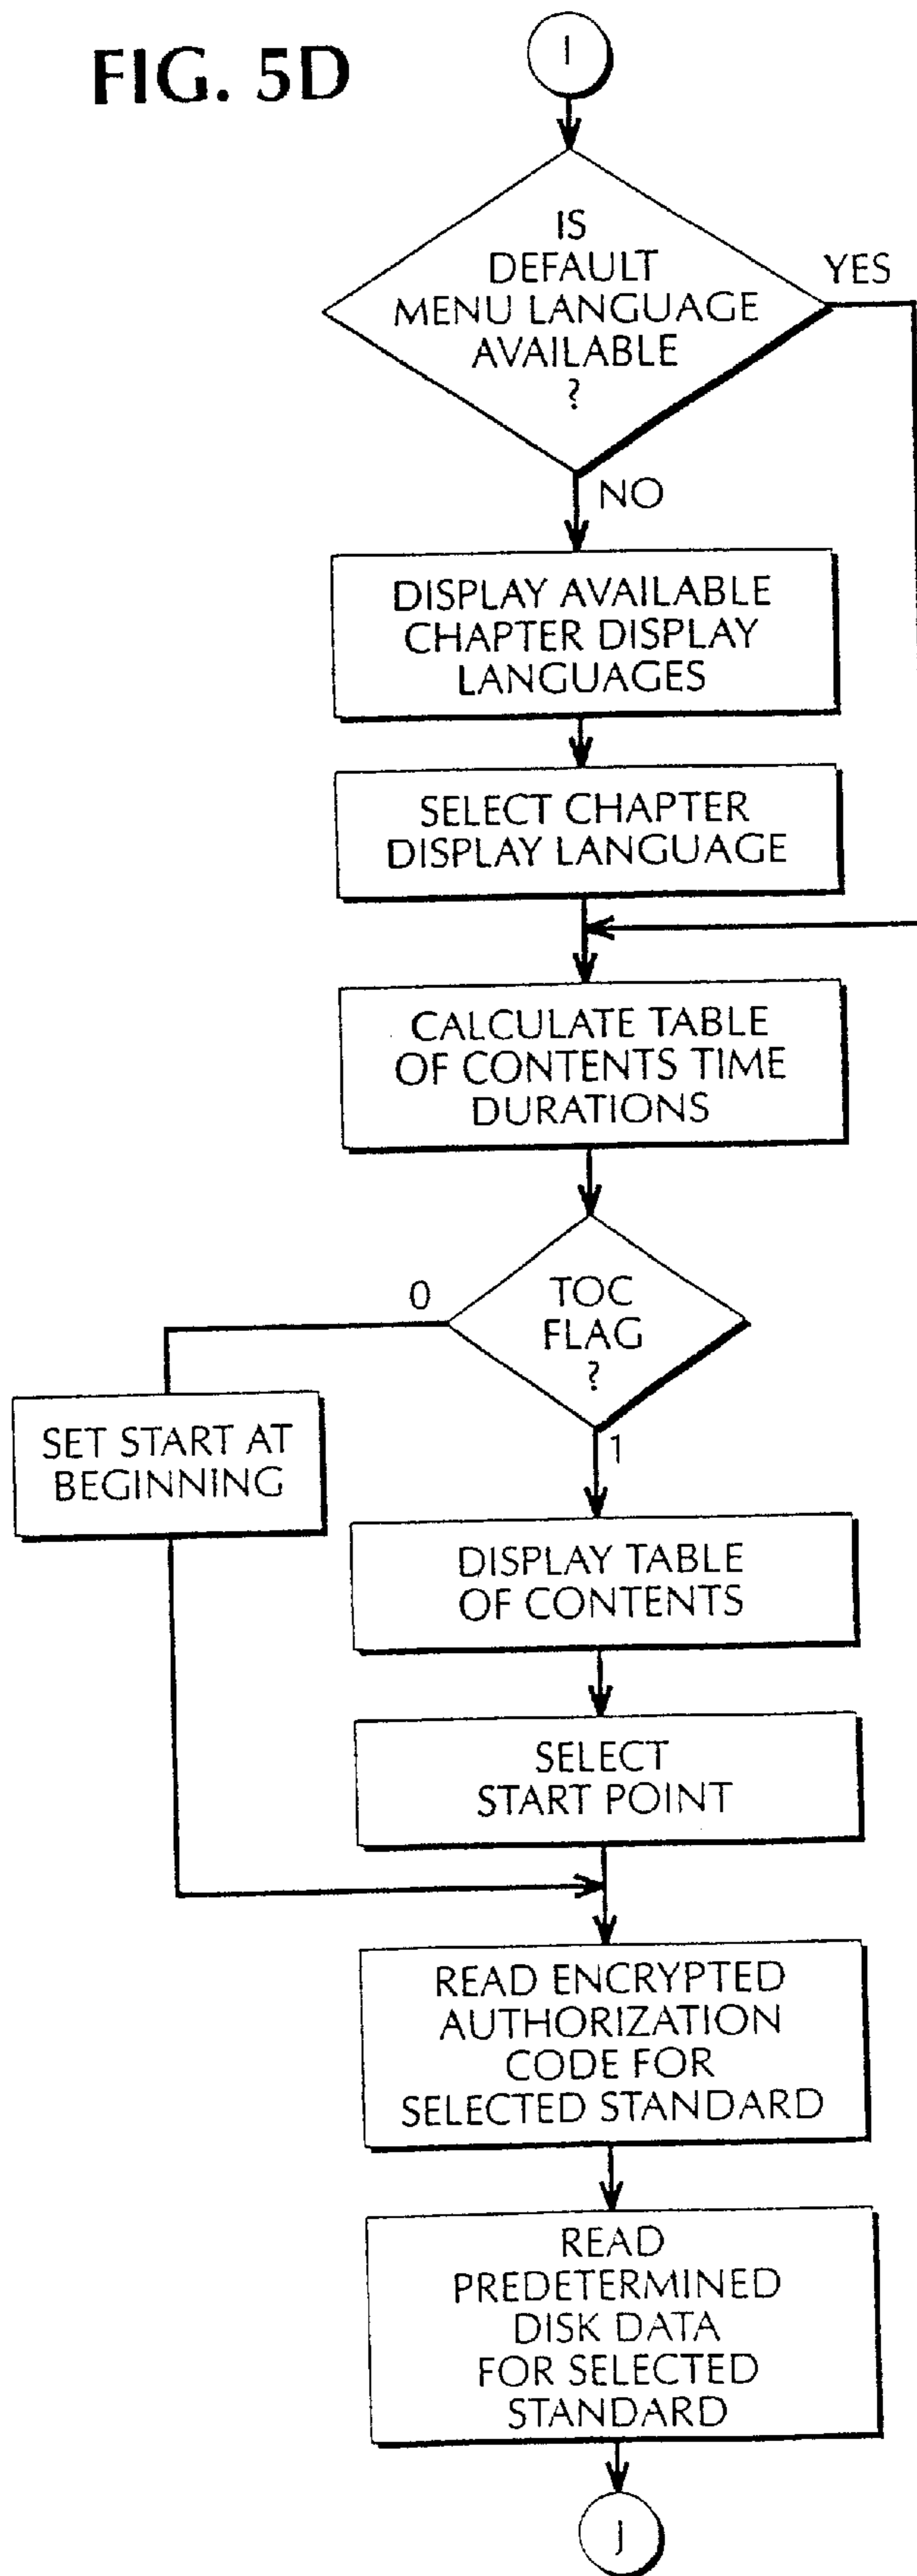 FIG. 5D
I
IS
DEFAULT
MENU LANGUAGE
AVAILABLE
?
YES
NO
DISPLAY AVAILABLE
CHAPTER DISPLAY
LANGUAGES
SELECT CHAPTER
DISPLAY LANGUAGE
CALCULATE TABLE
OF CONTENTS TIME
DURATIONS
0
TOC
FLAG
?
1
SET START AT
BEGINNING
DISPLAY TABLE
OF CONTENTS
SELECT
START POINT
READ ENCRYPTED
AUTHORIZATION
CODE FOR
SELECTED STANDARD
READ
PREDETERMINED
DISK DATA
FOR SELECTED
STANDARD
J